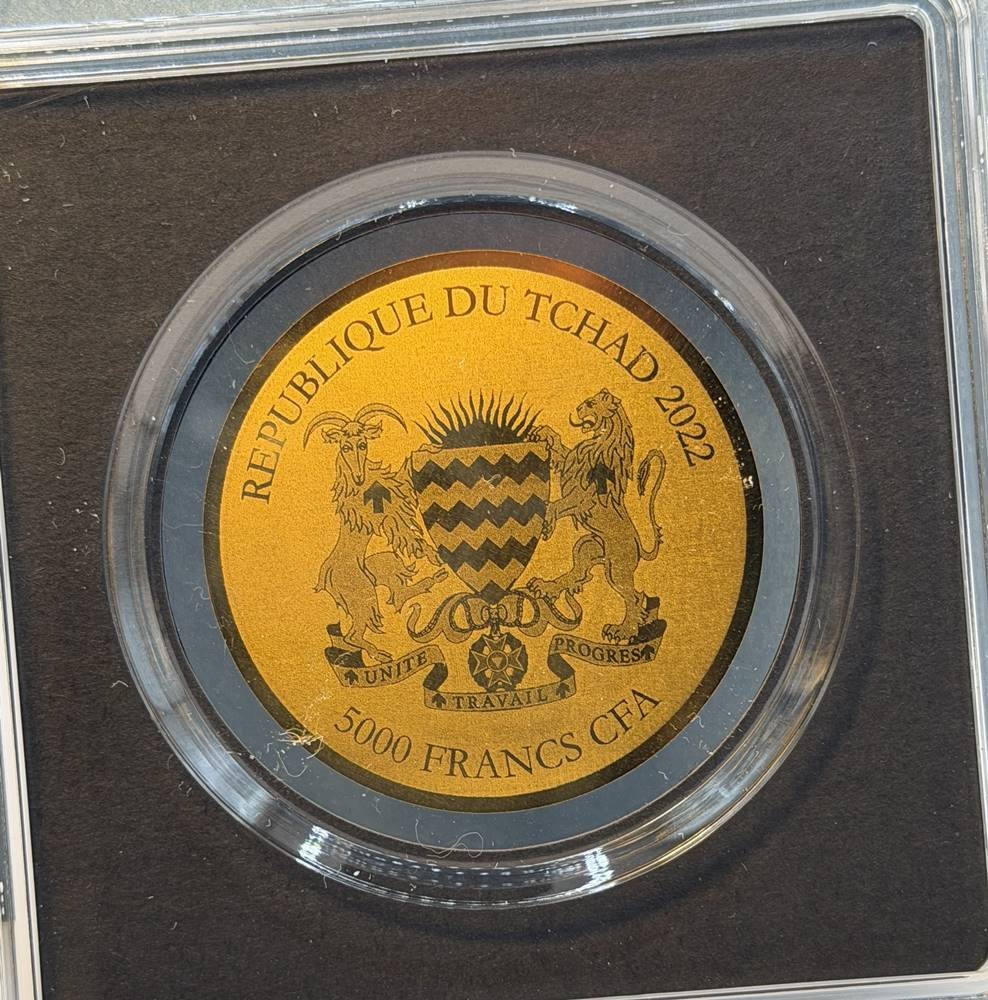 REPUBLIQUE DU TCHAD 2022
UNITE
TRAVAIL
PROGRES
5000 FRANCS CFA